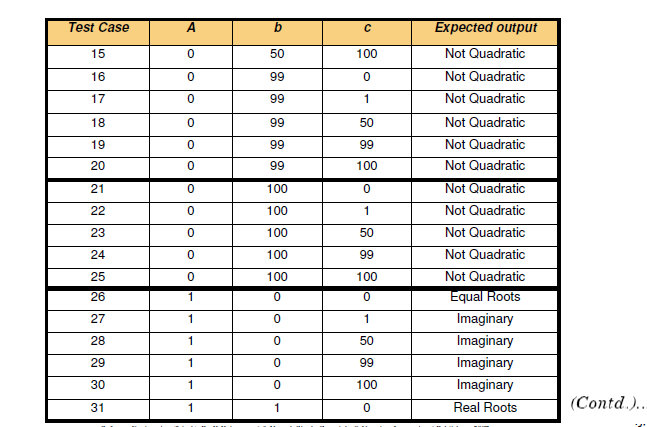 Test Case A b c Expected output
15 0 50 100 Not Quadratic
16 0 99 0 Not Quadratic
17 0 99 1 Not Quadratic
18 0 99 50 Not Quadratic
19 0 99 99 Not Quadratic
20 0 99 100 Not Quadratic
21 0 100 0 Not Quadratic
22 0 100 1 Not Quadratic
23 0 100 50 Not Quadratic
24 0 100 99 Not Quadratic
25 0 100 100 Not Quadratic
26 1 0 0 Equal Roots
27 1 0 1 Imaginary
28 1 0 50 Imaginary
29 1 0 99 Imaginary
30 1 0 100 Imaginary
31 1 1 0 Real Roots
(Contd.)..